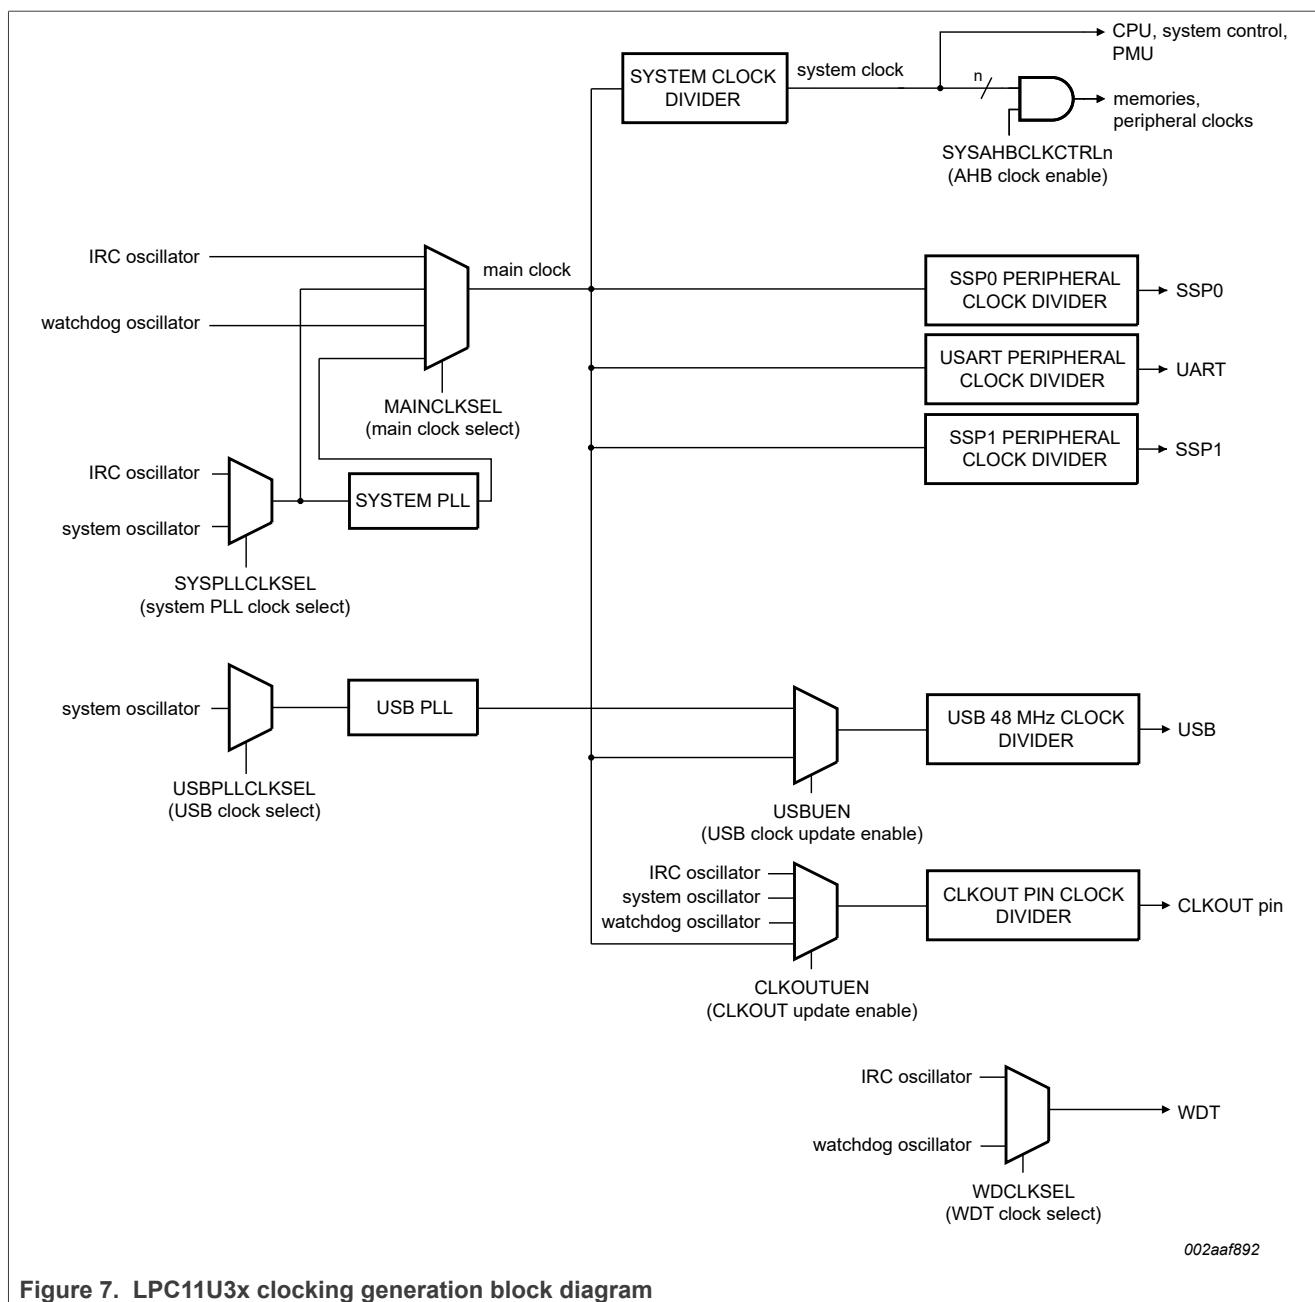 CPU, system control,
PMU
SYSTEM CLOCK
DIVIDER
system clock
n
memories,
peripheral clocks
SYSAHBCLKCTRLn
(AHB clock enable)
IRC oscillator
main clock
watchdog oscillator
MAINCLKSEL
(main clock select)
SSP0 PERIPHERAL
CLOCK DIVIDER
SSP0
USART PERIPHERAL
CLOCK DIVIDER
UART
SSP1 PERIPHERAL
CLOCK DIVIDER
SSP1
IRC oscillator
system oscillator
SYSTEM PLL
SYSPLLCLKSEL
(system PLL clock select)
system oscillator
USB PLL
USBPLLCLKSEL
(USB clock select)
USB 48 MHz CLOCK
DIVIDER
USB
USBUEN
(USB clock update enable)
IRC oscillator
system oscillator
watchdog oscillator
CLKOUT PIN CLOCK
DIVIDER
CLKOUT pin
CLKOUTUEN
(CLKOUT update enable)
IRC oscillator
watchdog oscillator
WDT
WDCLKSEL
(WDT clock select)
002aaf892
Figure 7. LPC11U3x clocking generation block diagram